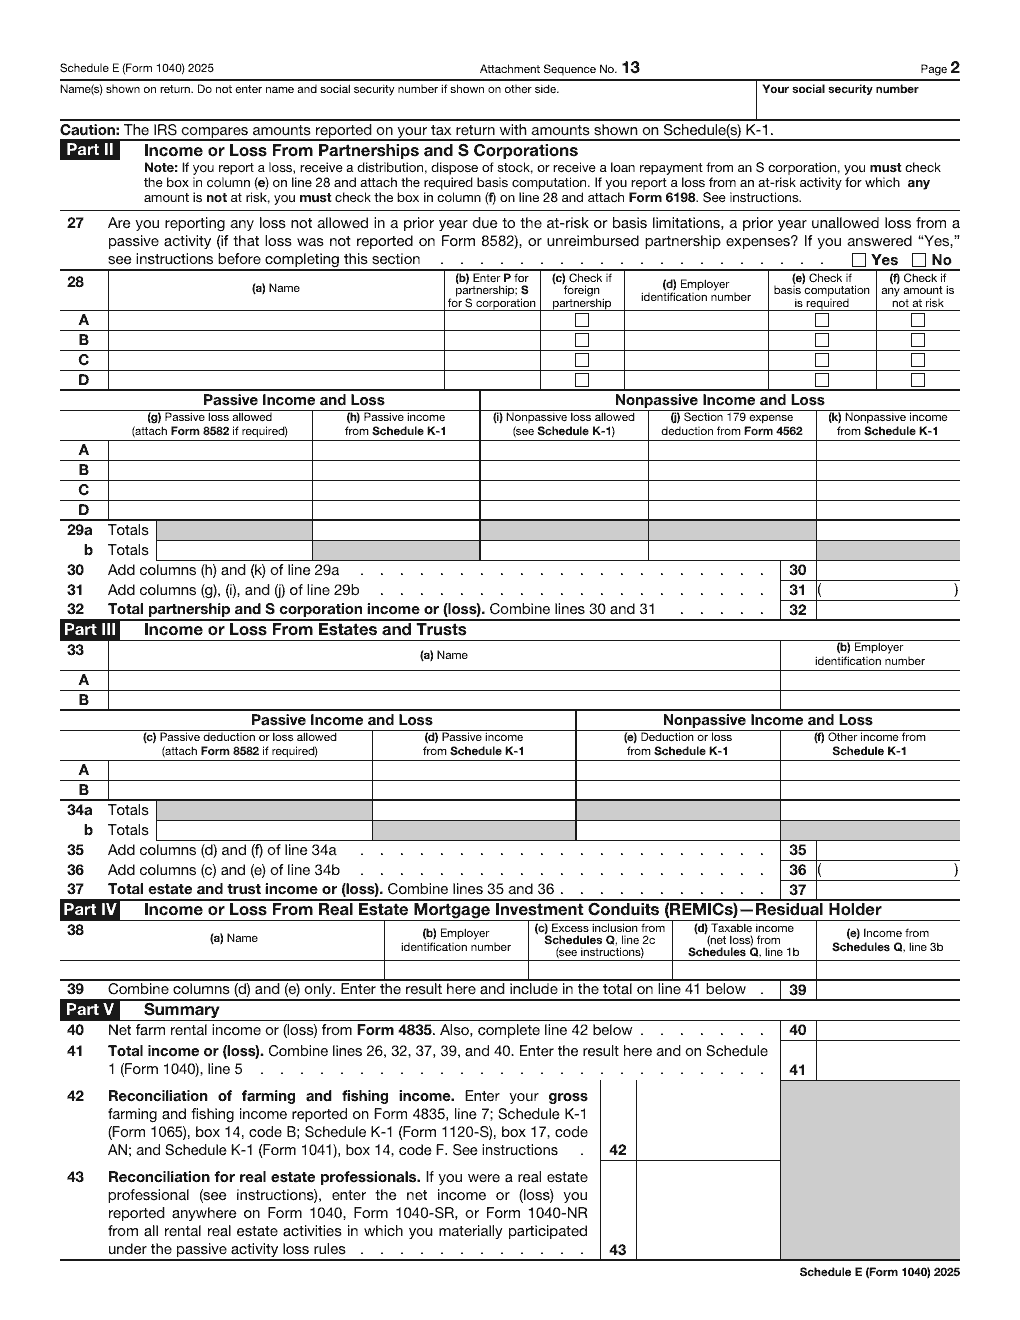 Schedule E (Form 1040) 2025 Attachment Sequence No. 13 Page 2
Name(s) shown on return. Do not enter name and social security number if shown on other side. Your social security number
Caution: The IRS compares amounts reported on your tax return with amounts shown on Schedule(s) K-1.
Part II Income or Loss From Partnerships and S Corporations
Note: If you report a loss, receive a distribution, dispose of stock, or receive a loan repayment from an S corporation, you must check
the box in column (e) on line 28 and attach the required basis computation. If you report a loss from an at-risk activity for which any
amount is not at risk, you must check the box in column (f) on line 28 and attach Form 6198. See instructions.
27 Are you reporting any loss not allowed in a prior year due to the at-risk or basis limitations, a prior year unallowed loss from a
passive activity (if that loss was not reported on Form 8582), or unreimbursed partnership expenses? If you answered “Yes,”
see instructions before completing this section . . . . . . . . . . . . . . . . . . . . Yes No
28 (a) Name
(b) Enter P for
partnership; S
for S corporation
(c) Check if
foreign
partnership
(d) Employer
identification number
(e) Check if
basis computation
is required
(f) Check if
any amount is
not at risk
A
B
C
D
Passive Income and Loss Nonpassive Income and Loss
(g) Passive loss allowed
(attach Form 8582 if required)
(h) Passive income
from Schedule K-1
(i) Nonpassive loss allowed
(see Schedule K-1)
(j) Section 179 expense
deduction from Form 4562
(k) Nonpassive income
from Schedule K-1
A
B
C
D
29a Totals
b Totals
30 Add columns (h) and (k) of line 29a . . . . . . . . . . . . . . . . . . . . . 30
31 Add columns (g), (i), and (j) of line 29b . . . . . . . . . . . . . . . . . . . . 31 ( )
32 Total partnership and S corporation income or (loss). Combine lines 30 and 31 . . . . . 32
Part III Income or Loss From Estates and Trusts
33 (a) Name
(b) Employer
identification number
A
B
Passive Income and Loss Nonpassive Income and Loss
(c) Passive deduction or loss allowed
(attach Form 8582 if required)
(d) Passive income
from Schedule K-1
(e) Deduction or loss
from Schedule K-1
(f) Other income from
Schedule K-1
A
B
34a Totals
b Totals
35 Add columns (d) and (f) of line 34a . . . . . . . . . . . . . . . . . . . . . 35
36 Add columns (c) and (e) of line 34b . . . . . . . . . . . . . . . . . . . . . 36 ( )
37 Total estate and trust income or (loss). Combine lines 35 and 36 . . . . . . . . . . . 37
Part IV Income or Loss From Real Estate Mortgage Investment Conduits (REMICs)—Residual Holder
38 (a) Name
(b) Employer
identification number
(c) Excess inclusion from
Schedules Q, line 2c
(see instructions)
(d) Taxable income
(net loss) from
Schedules Q, line 1b
(e) Income from
Schedules Q, line 3b
39 Combine columns (d) and (e) only. Enter the result here and include in the total on line 41 below . 39
Part V Summary
40 Net farm rental income or (loss) from Form 4835. Also, complete line 42 below . . . . . . . 40
41 Total income or (loss). Combine lines 26, 32, 37, 39, and 40. Enter the result here and on Schedule
1 (Form 1040), line 5 . . . . . . . . . . . . . . . . . . . . . . . . . . 41
42 Reconciliation of farming and fishing income. Enter your gross
farming and fishing income reported on Form 4835, line 7; Schedule K-1
(Form 1065), box 14, code B; Schedule K-1 (Form 1120-S), box 17, code
AN; and Schedule K-1 (Form 1041), box 14, code F. See instructions . 42
43 Reconciliation for real estate professionals. If you were a real estate
professional (see instructions), enter the net income or (loss) you
reported anywhere on Form 1040, Form 1040-SR, or Form 1040-NR
from all rental real estate activities in which you materially participated
under the passive activity loss rules . . . . . . . . . . . . 43
Schedule E (Form 1040) 2025